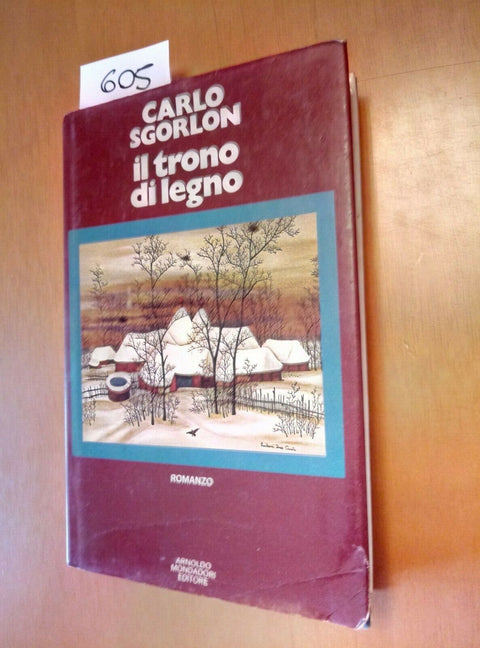 605
CARLO
SGORLON
il trono
di legno
ROMANZO
ARNOLDO
MONDADORI
EDITORE